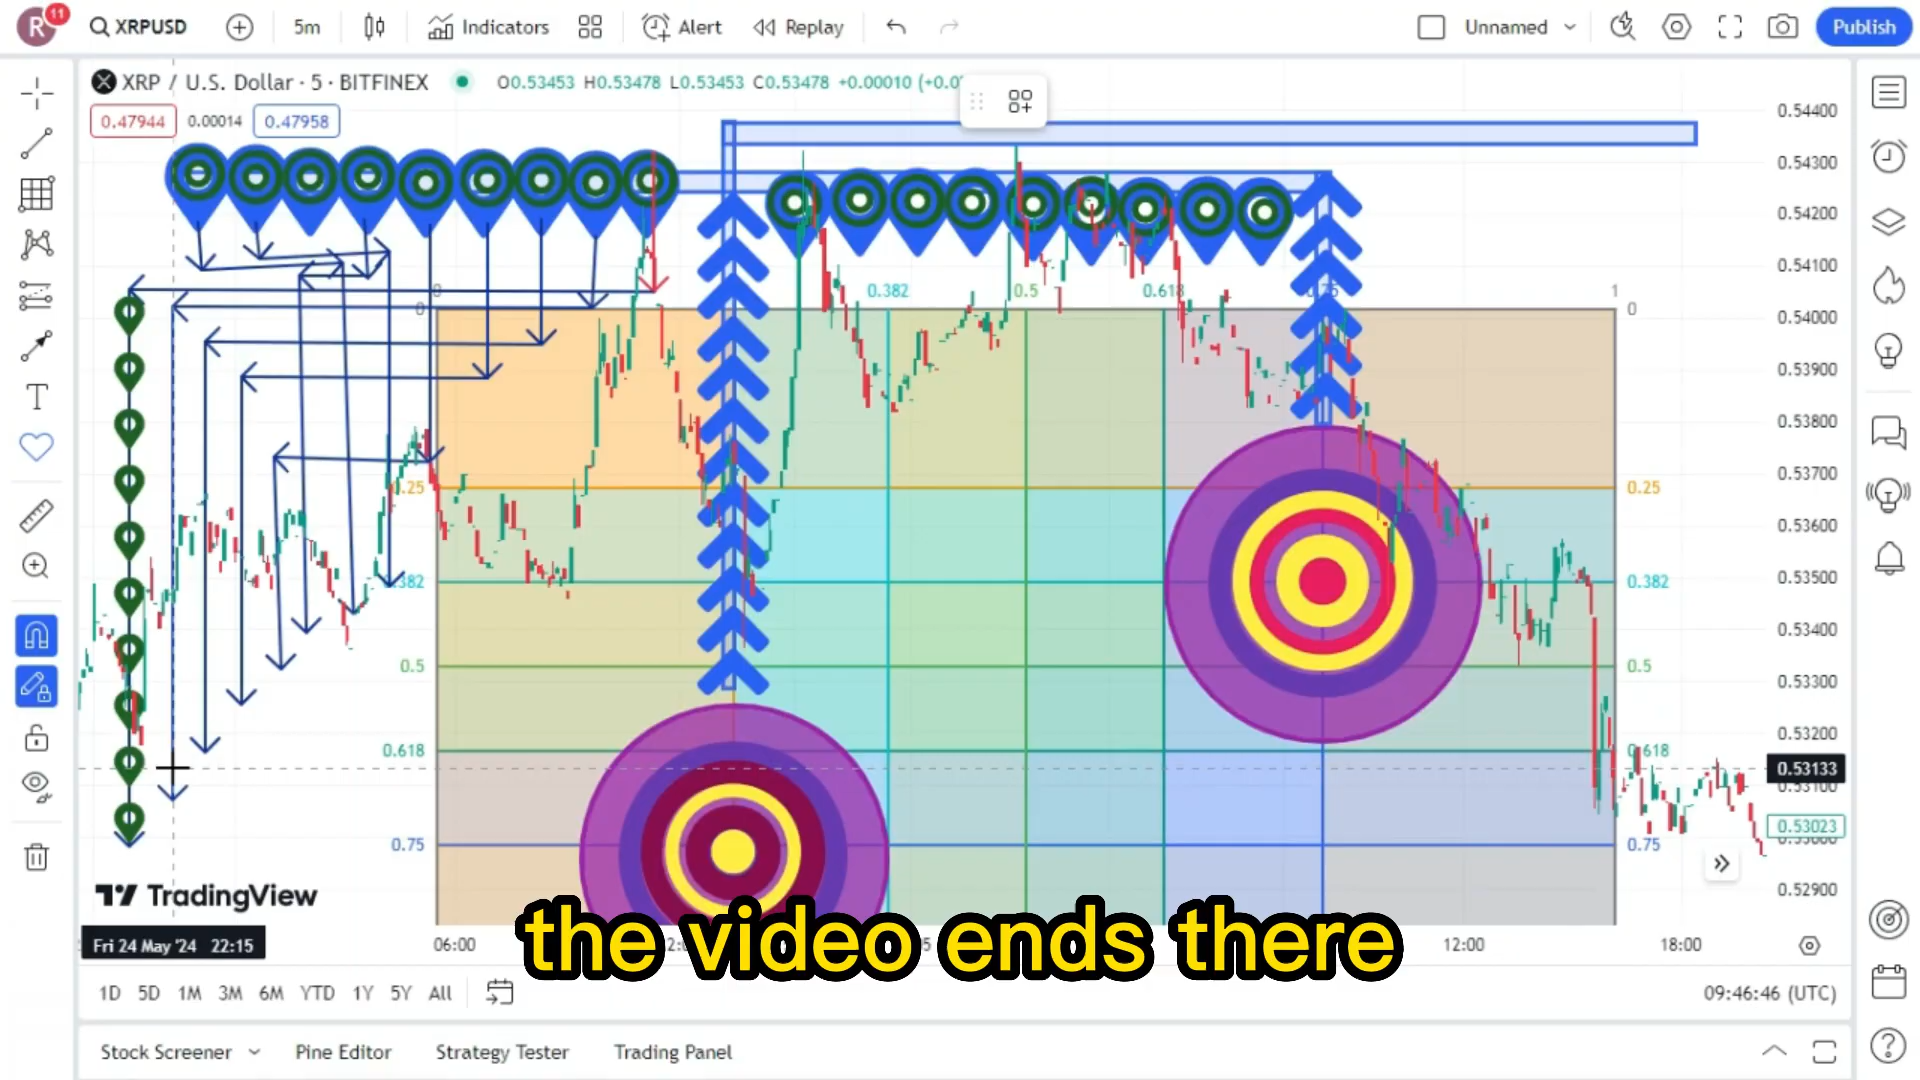 R
11
XRPUSD
5m
Indicators
Alert
Replay
Unnamed
Publish
XRP / U.S. Dollar · 5 · BITFINEX
O0.53453 H0.53478 L0.53453 C0.53478 +0.00010
0.47944
0.00014
0.47958
0.54400
0.54300
0.54200
0.54100
0.54000
0.53900
0.53800
0.53700
0.53600
0.53500
0.53400
0.53300
0.53200
0.53133
0.53100
0.53023
0.53000
0.52900
0
0.382
0.5
0.618
1
0
0
0.25
0.382
0.382
0.5
0.5
0.618
0.618
0.75
0.75
TradingView
Fri 24 May '24 22:15
06:00
12:00
18:00
the video ends there
1D 5D 1M 3M 6M YTD 1Y 5Y All
09:46:46 (UTC)
Stock Screener
Pine Editor
Strategy Tester
Trading Panel